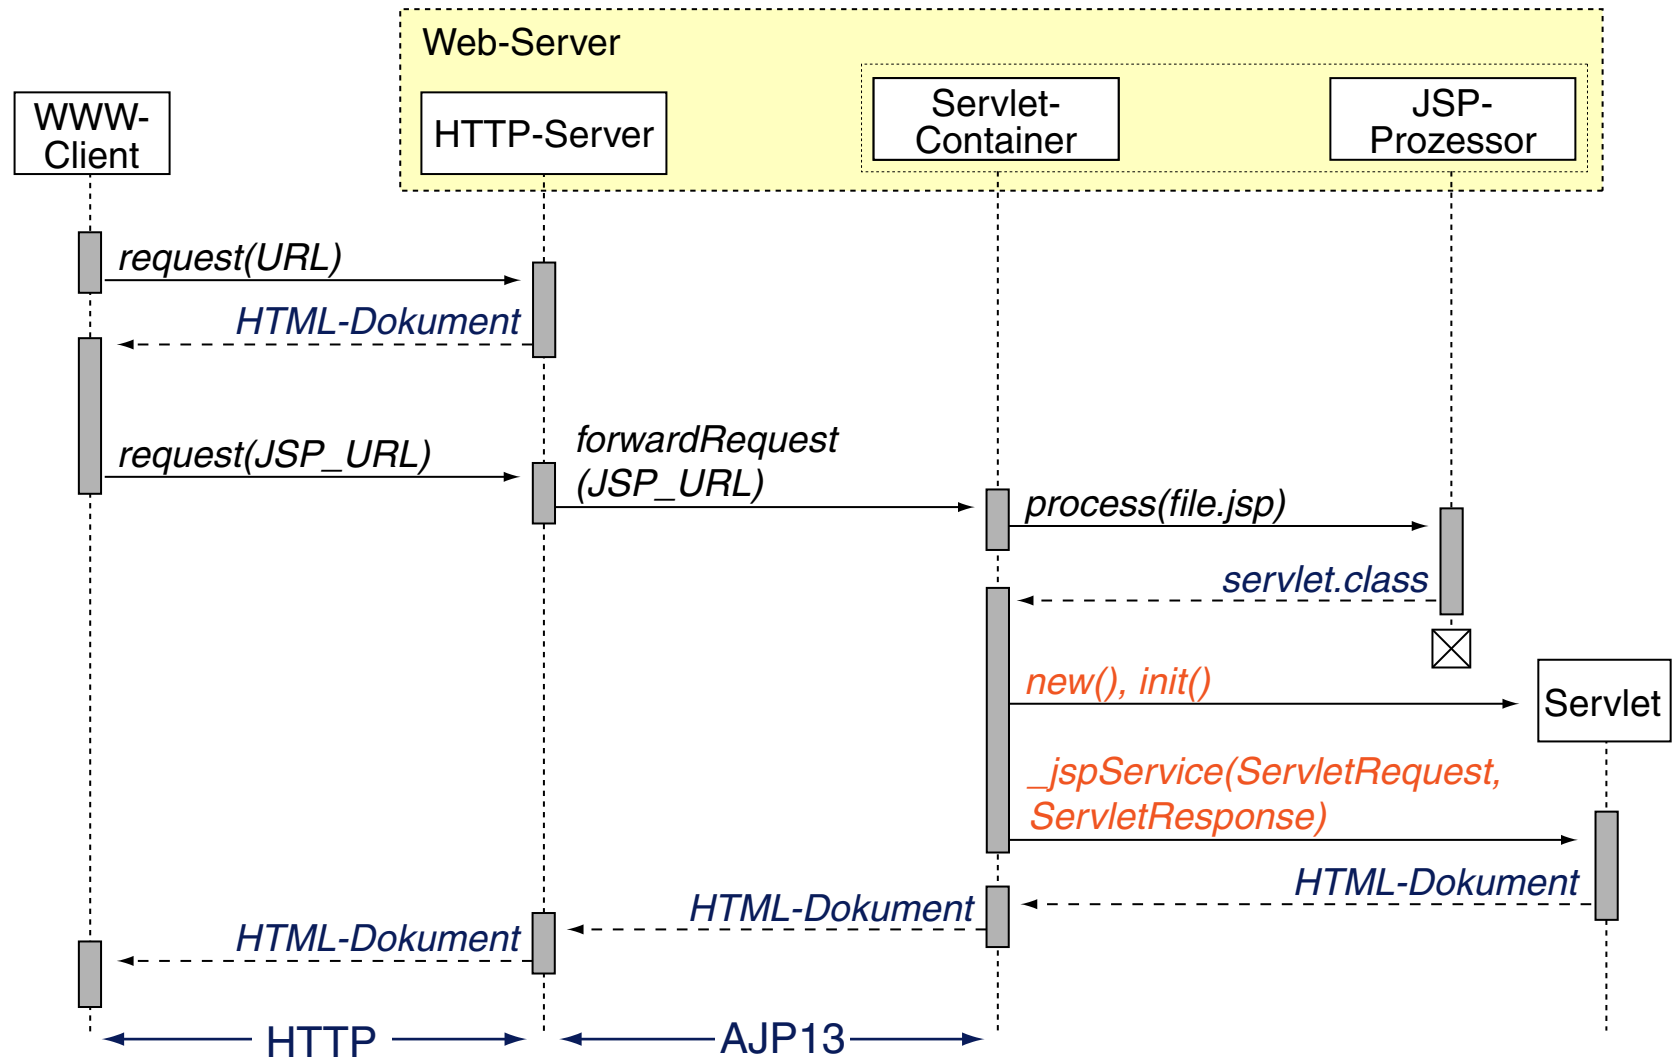 Web-Server
WWW-
Client
HTTP-Server
Servlet-
Container
JSP-
Prozessor
request(URL)
HTML-Dokument
request(JSP_URL)
forwardRequest
(JSP_URL)
process(file.jsp)
servlet.class
new(), init()
Servlet
_jspService(ServletRequest,
ServletResponse)
HTML-Dokument
HTML-Dokument
HTML-Dokument
HTTP
AJP13